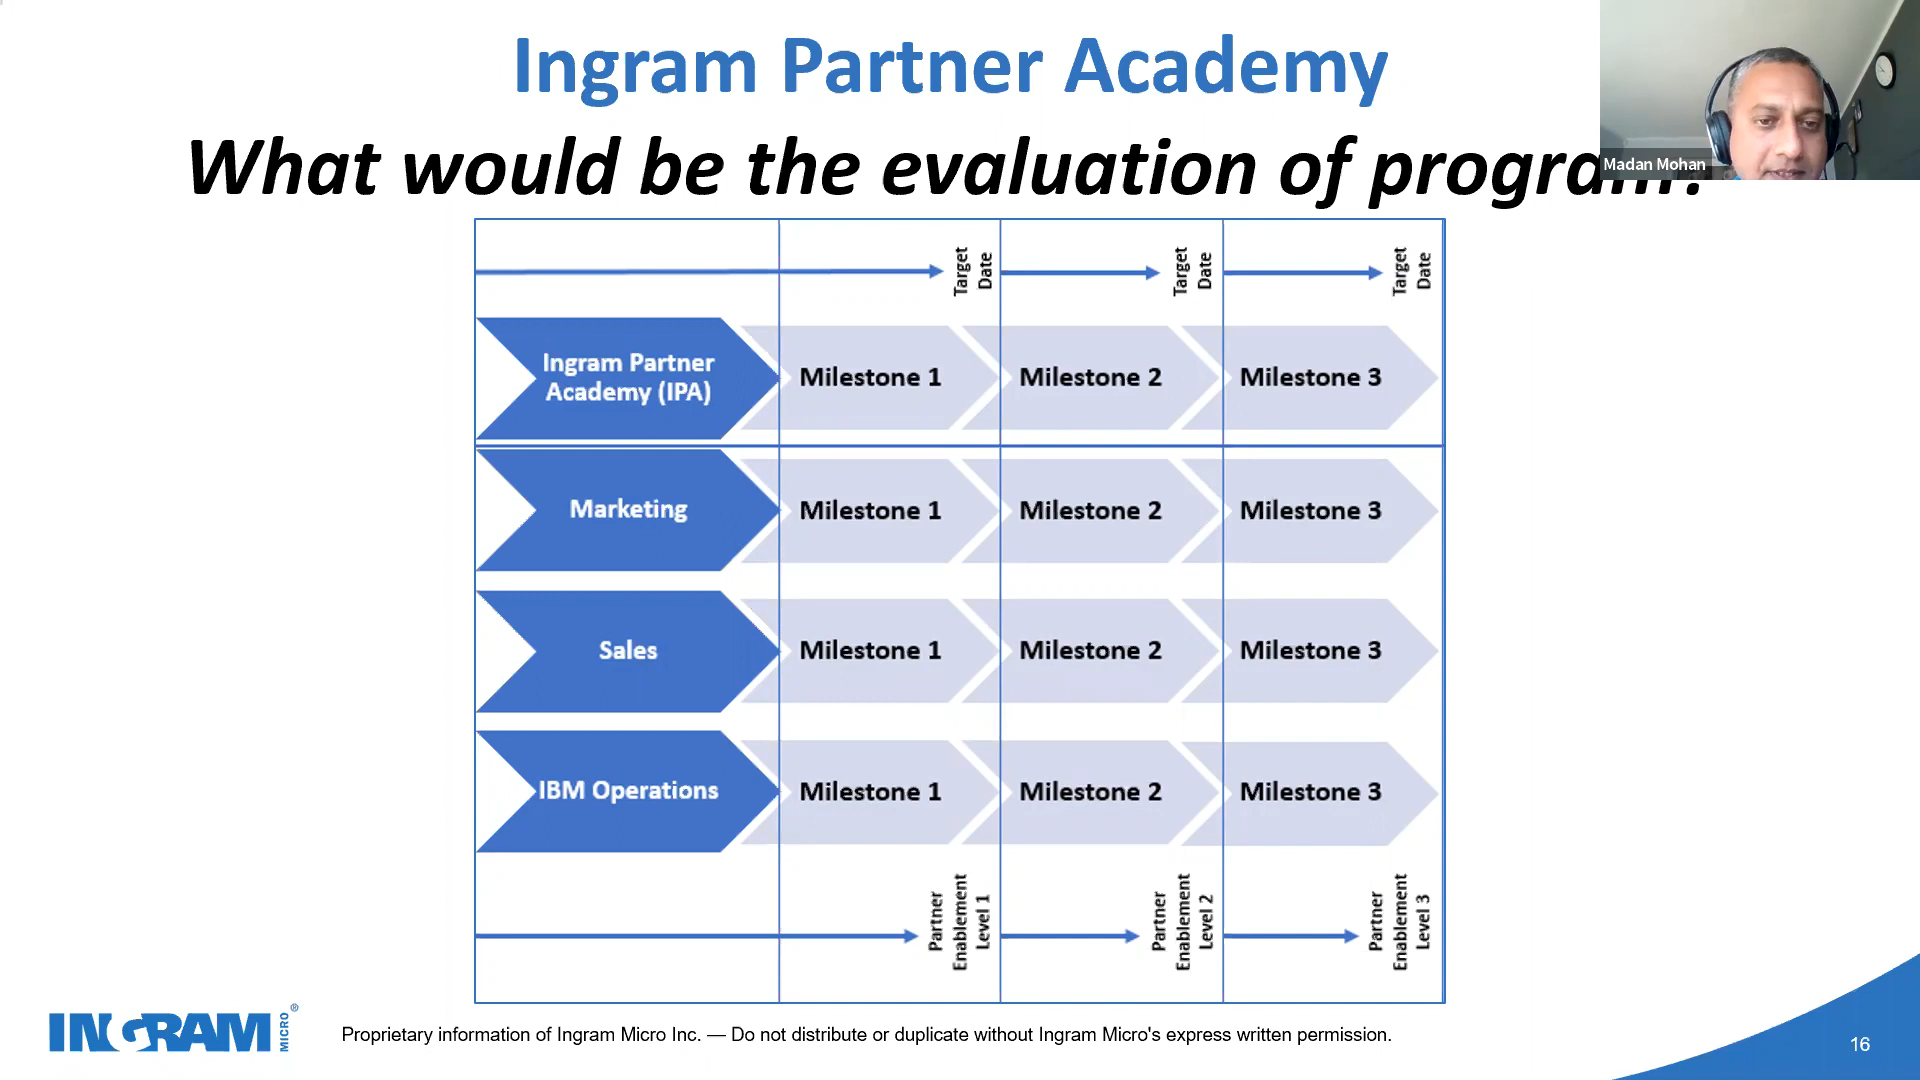 Ingram Partner Academy
What would be the evaluation of program?
Madan Mohan
Target
Date
Target
Date
Target
Date
Ingram Partner
Academy (IPA)
Milestone 1
Milestone 2
Milestone 3
Marketing
Milestone 1
Milestone 2
Milestone 3
Sales
Milestone 1
Milestone 2
Milestone 3
IBM Operations
Milestone 1
Milestone 2
Milestone 3
Partner
Enablement
Level 1
Partner
Enablement
Level 2
Partner
Enablement
Level 3
INGRAM MICRO®
Proprietary information of Ingram Micro Inc. — Do not distribute or duplicate without Ingram Micro's express written permission.
16